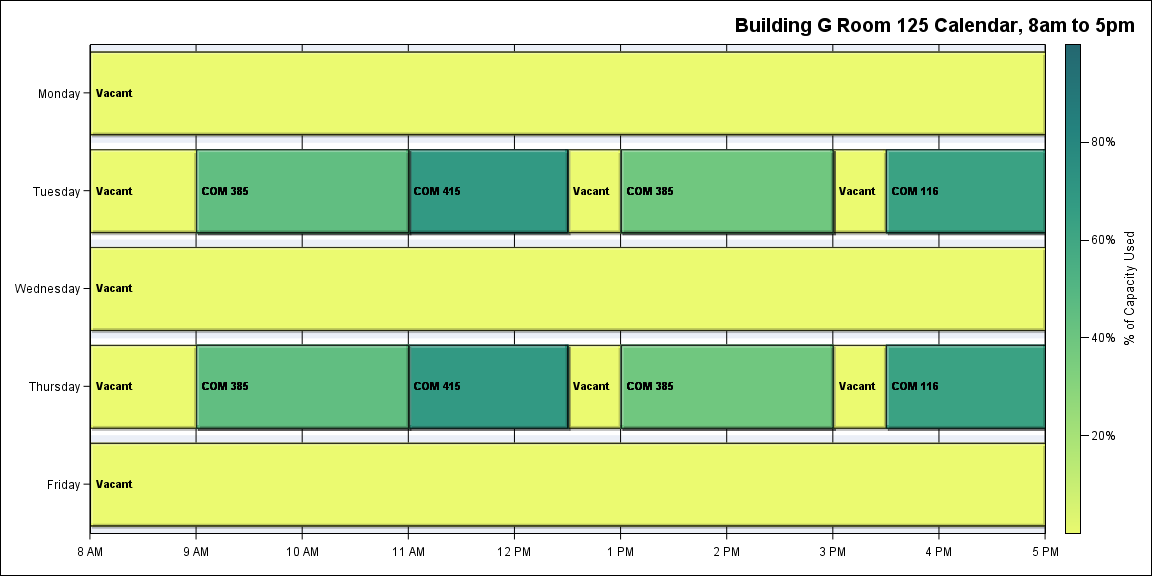 Building G Room 125 Calendar, 8am to 5pm
Monday
Vacant
Tuesday
Vacant
COM 385
COM 415
Vacant
COM 385
Vacant
COM 116
Wednesday
Vacant
Thursday
Vacant
COM 385
COM 415
Vacant
COM 385
Vacant
COM 116
Friday
Vacant
8 AM
9 AM
10 AM
11 AM
12 PM
1 PM
2 PM
3 PM
4 PM
5 PM
80%
60%
40%
20%
% of Capacity Used